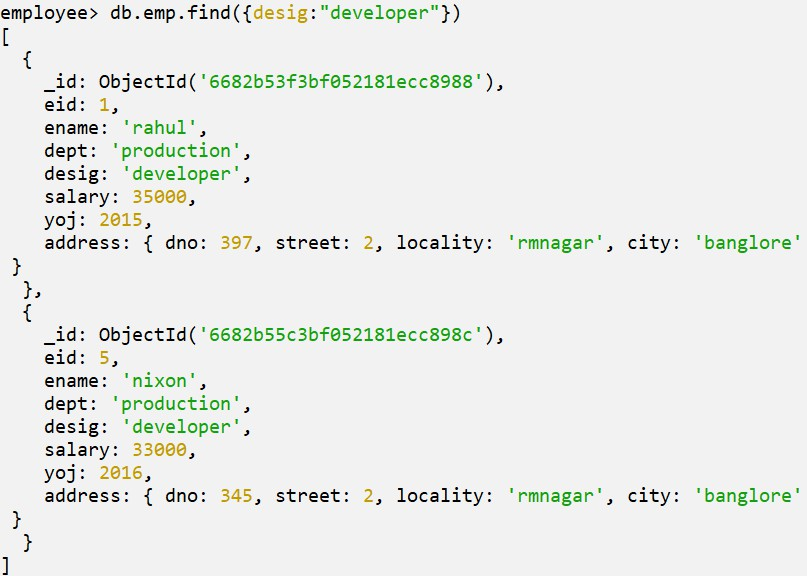 employee> db.emp.find({desig:"developer"})
[
  {
    _id: ObjectId('6682b53f3bf052181ecc8988'),
    eid: 1,
    ename: 'rahul',
    dept: 'production',
    desig: 'developer',
    salary: 35000,
    yoj: 2015,
    address: { dno: 397, street: 2, locality: 'rmnagar', city: 'banglore'
 }
  },
  {
    _id: ObjectId('6682b55c3bf052181ecc898c'),
    eid: 5,
    ename: 'nixon',
    dept: 'production',
    desig: 'developer',
    salary: 33000,
    yoj: 2016,
    address: { dno: 345, street: 2, locality: 'rmnagar', city: 'banglore'
 }
  }
]